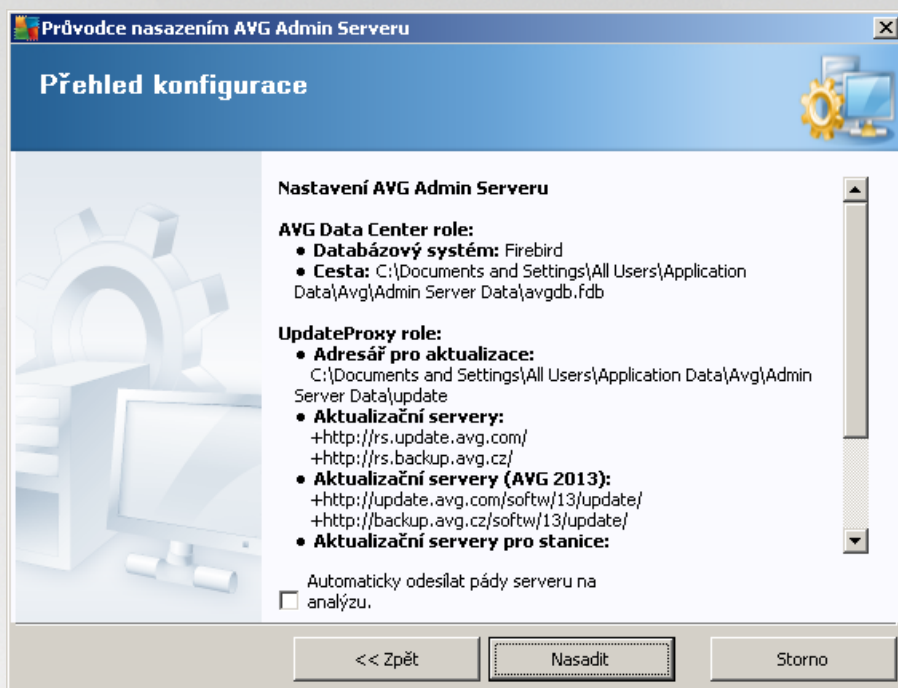 Průvodce nasazením AVG Admin Serveru
Přehled konfigurace
Nastavení AVG Admin Serveru
AVG Data Center role:
● Databázový systém: Firebird
● Cesta: C:\Documents and Settings\All Users\Application
Data\Avg\Admin Server Data\avgdb.fdb
UpdateProxy role:
● Adresář pro aktualizace:
C:\Documents and Settings\All Users\Application Data\Avg\Admin
Server Data\update
● Aktualizační servery:
+http://rs.update.avg.com/
+http://rs.backup.avg.cz/
● Aktualizační servery (AVG 2013):
+http://update.avg.com/softw/13/update/
+http://backup.avg.cz/softw/13/update/
● Aktualizační servery pro stanice:
Automaticky odesílat pády serveru na
analýzu.
<< Zpět
Nasadit
Storno